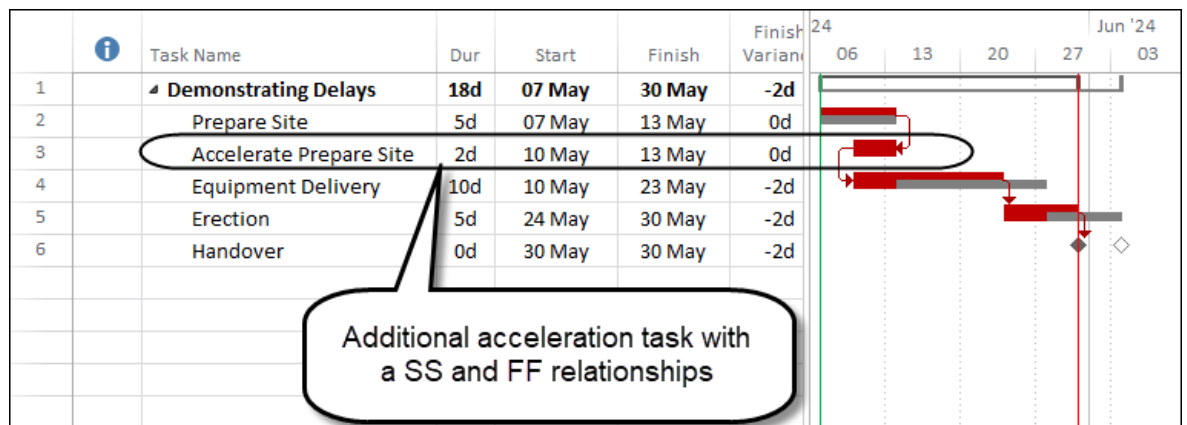 Finish 24 Jun '24
Task Name Dur Start Finish Varian 06 13 20 27 03
1 Demonstrating Delays 18d 07 May 30 May -2d
2 Prepare Site 5d 07 May 13 May 0d
3 Accelerate Prepare Site 2d 10 May 13 May 0d
4 Equipment Delivery 10d 10 May 23 May -2d
5 Erection 5d 24 May 30 May -2d
6 Handover 0d 30 May 30 May -2d
Additional acceleration task with
a SS and FF relationships